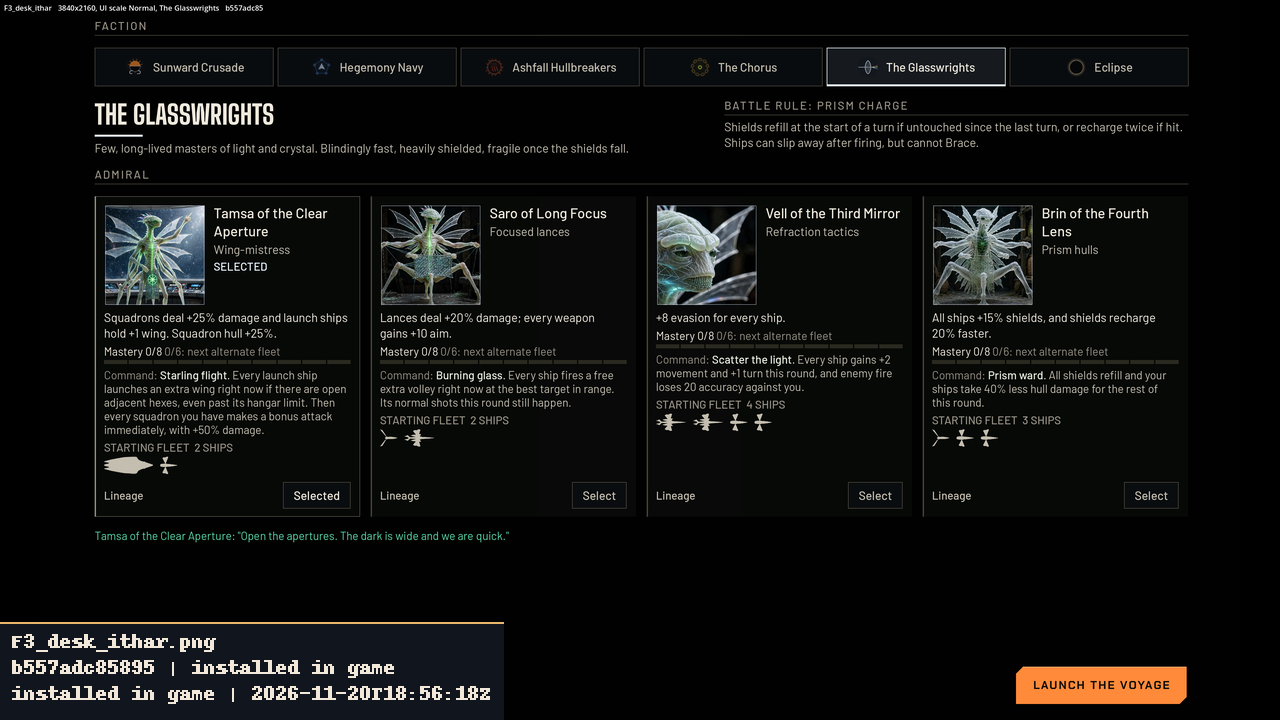 F3_desk_ithar 3840x2160, UI scale Normal, The Glasswrights b557adc85
FACTION
Sunward Crusade
Hegemony Navy
Ashfall Hullbreakers
The Chorus
The Glasswrights
Eclipse
THE GLASSWRIGHTS
Few, long-lived masters of light and crystal. Blindingly fast, heavily shielded, fragile once the shields fall.
BATTLE RULE: PRISM CHARGE
Shields refill at the start of a turn if untouched since the last turn, or recharge twice if hit.
Ships can slip away after firing, but cannot Brace.
ADMIRAL
Tamsa of the Clear
Aperture
Wing-mistress
SELECTED
Squadrons deal +25% damage and launch ships
hold +1 wing. Squadron hull +25%.
Mastery 0/8 0/6: next alternate fleet
Command: Starling flight. Every launch ship
launches an extra wing right now if there are open
adjacent hexes, even past its hangar limit. Then
every squadron you have makes a bonus attack
immediately, with +50% damage.
STARTING FLEET 2 SHIPS
Lineage
Selected
Saro of Long Focus
Focused lances
Lances deal +20% damage; every weapon
gains +10 aim.
Mastery 0/8 0/6: next alternate fleet
Command: Burning glass. Every ship fires a free
extra volley right now at the best target in range.
Its normal shots this round still happen.
STARTING FLEET 2 SHIPS
Lineage
Select
Vell of the Third Mirror
Refraction tactics
+8 evasion for every ship.
Mastery 0/8 0/6: next alternate fleet
Command: Scatter the light. Every ship gains +2
movement and +1 turn this round, and enemy fire
loses 20 accuracy against you.
STARTING FLEET 4 SHIPS
Lineage
Select
Brin of the Fourth
Lens
Prism hulls
All ships +15% shields, and shields recharge
20% faster.
Mastery 0/8 0/6: next alternate fleet
Command: Prism ward. All shields refill and your
ships take 40% less hull damage for the rest of
this round.
STARTING FLEET 3 SHIPS
Lineage
Select
Tamsa of the Clear Aperture: "Open the apertures. The dark is wide and we are quick."
F3_desk_ithar.png
b557adc85895 | installed in game
installed in game | 2026-11-20T18:56:18Z
LAUNCH THE VOYAGE